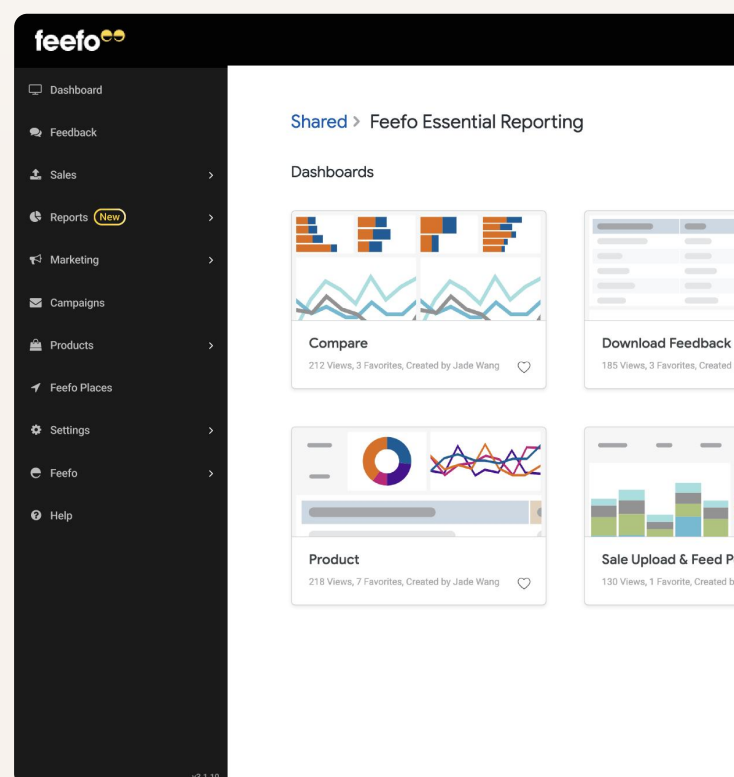 feefo
Dashboard
Feedback
Sales
Reports New
Marketing
Campaigns
Products
Feefo Places
Settings
Feefo
Help
Shared > Feefo Essential Reporting
Dashboards
Compare
212 Views, 3 Favorites, Created by Jade Wang
Download Feedback
185 Views, 3 Favorites, Created
Product
218 Views, 7 Favorites, Created by Jade Wang
Sale Upload & Feed P
130 Views, 1 Favorite, Created b